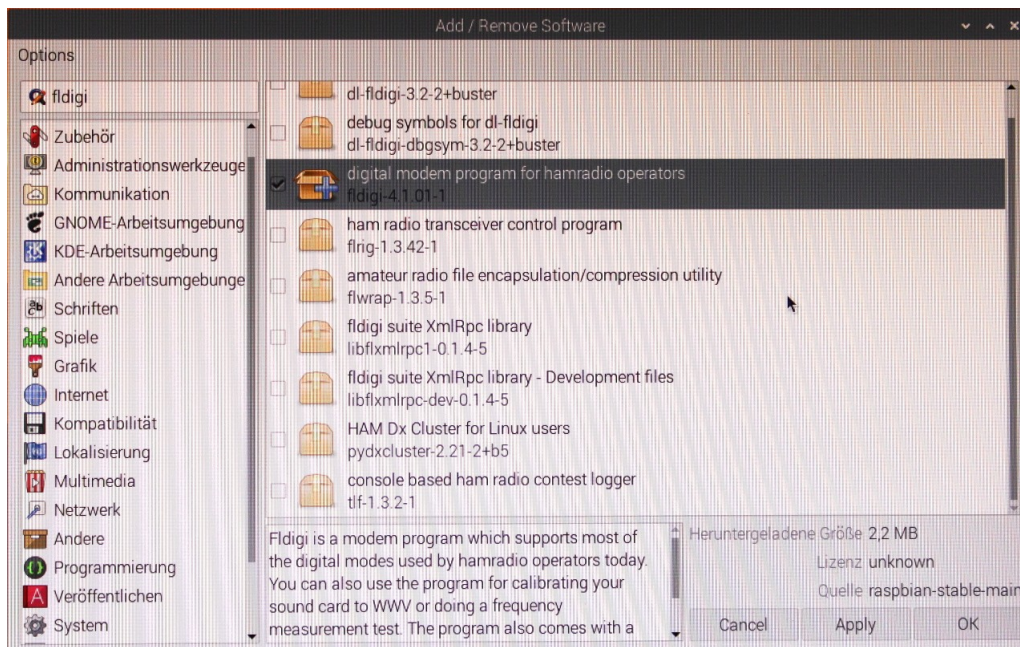 Add / Remove Software
Options
fldigi
Zubehör
Administrationswerkzeuge
Kommunikation
GNOME-Arbeitsumgebung
KDE-Arbeitsumgebung
Andere Arbeitsumgebunge
Schriften
Spiele
Grafik
Internet
Kompatibilität
Lokalisierung
Multimedia
Netzwerk
Andere
Programmierung
Veröffentlichen
System
dl-fldigi-3.2-2+buster
debug symbols for dl-fldigi
dl-fldigi-dbgsym-3.2-2+buster
digital modem program for hamradio operators
fldigi-4.1.01-1
ham radio transceiver control program
flrig-1.3.42-1
amateur radio file encapsulation/compression utility
flwrap-1.3.5-1
fldigi suite XmlRpc library
libflxmlrpc1-0.1.4-5
fldigi suite XmlRpc library - Development files
libflxmlrpc-dev-0.1.4-5
HAM Dx Cluster for Linux users
pydxcluster-2.21-2+b5
console based ham radio contest logger
tlf-1.3.2-1
Fldigi is a modem program which supports most of
the digital modes used by hamradio operators today.
You can also use the program for calibrating your
sound card to WWV or doing a frequency
measurement test. The program also comes with a
Heruntergeladene Größe 2,2 MB
Lizenz unknown
Quelle raspbian-stable-main
Cancel Apply OK